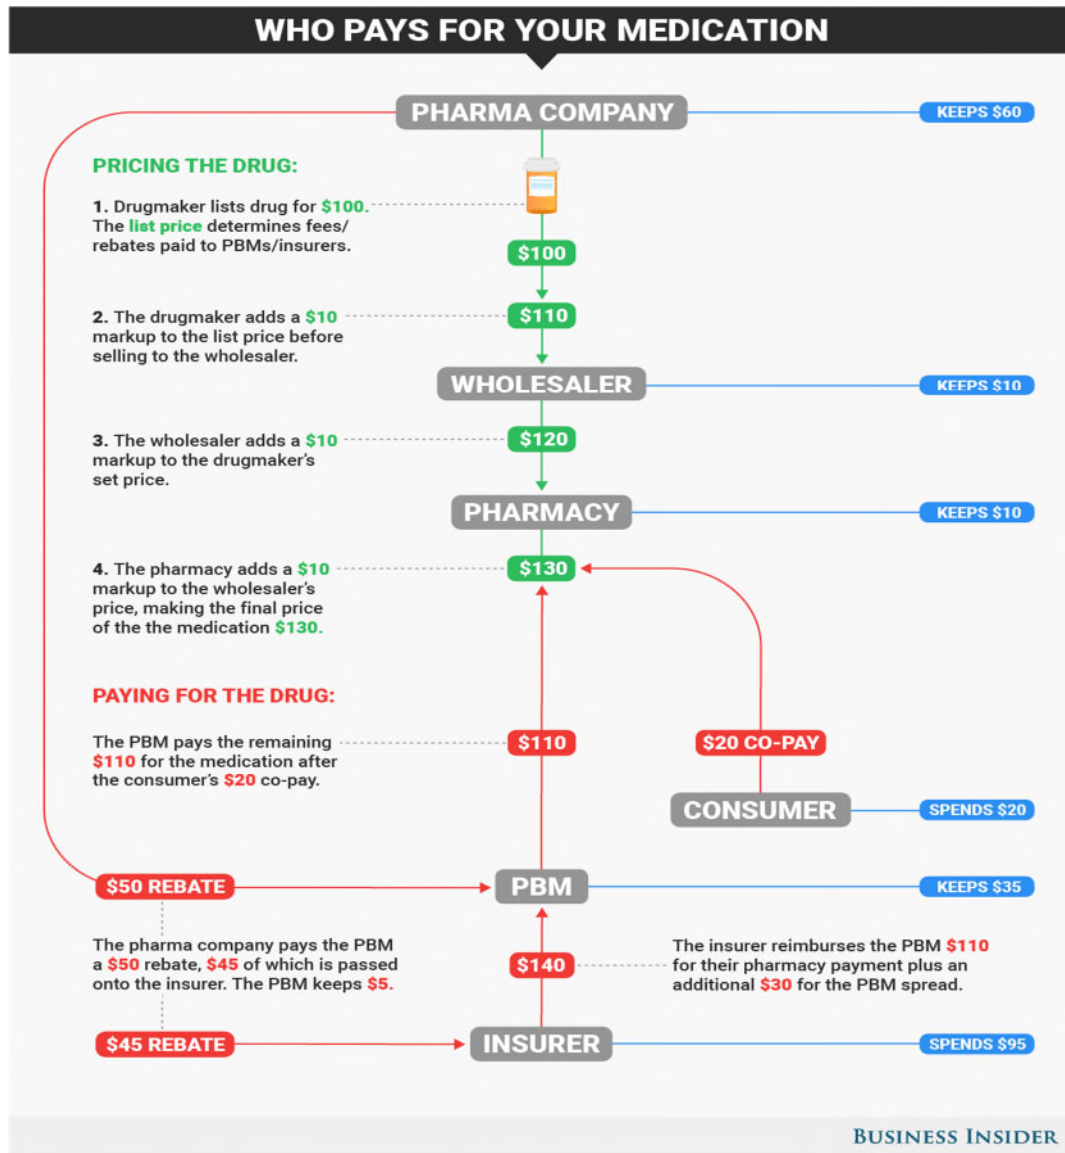 WHO PAYS FOR YOUR MEDICATION
PHARMA COMPANY
KEEPS $60
PRICING THE DRUG:
1. Drugmaker lists drug for $100.
The list price determines fees/
rebates paid to PBMs/insurers.
$100
2. The drugmaker adds a $10
markup to the list price before
selling to the wholesaler.
$110
WHOLESALER
KEEPS $10
3. The wholesaler adds a $10
markup to the drugmaker's
set price.
$120
PHARMACY
KEEPS $10
4. The pharmacy adds a $10
markup to the wholesaler's
price, making the final price
of the the medication $130.
$130
PAYING FOR THE DRUG:
The PBM pays the remaining
$110 for the medication after
the consumer's $20 co-pay.
$110
$20 CO-PAY
CONSUMER
SPENDS $20
$50 REBATE
PBM
KEEPS $35
The pharma company pays the PBM
a $50 rebate, $45 of which is passed
onto the insurer. The PBM keeps $5.
$140
The insurer reimburses the PBM $110
for their pharmacy payment plus an
additional $30 for the PBM spread.
$45 REBATE
INSURER
SPENDS $95
BUSINESS INSIDER